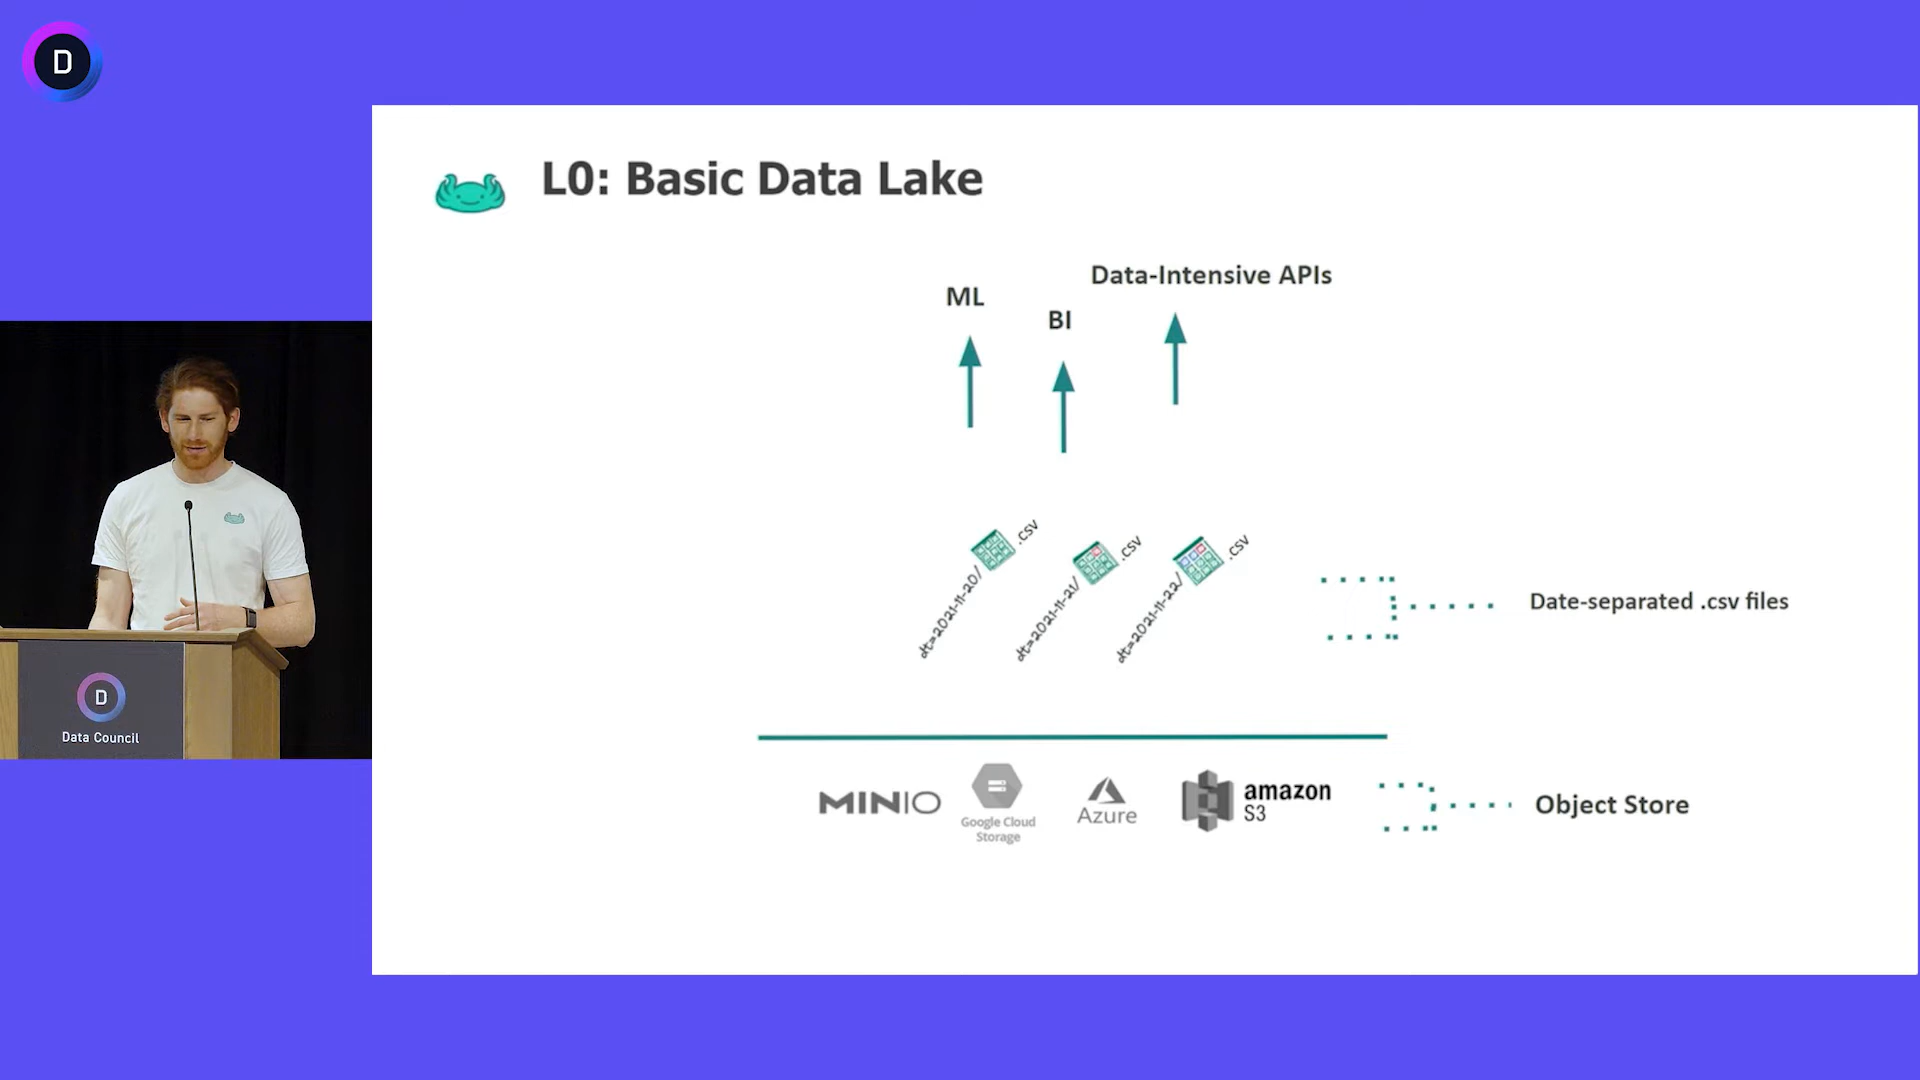 D
L0: Basic Data Lake
Data-Intensive APIs
ML
BI
.csv
.csv
.csv
dt=2021-11-20/
dt=2021-11-21/
dt=2021-11-22/
Date-separated .csv files
MINIO
Google Cloud
Storage
Azure
amazon
S3
Object Store
D
Data Council